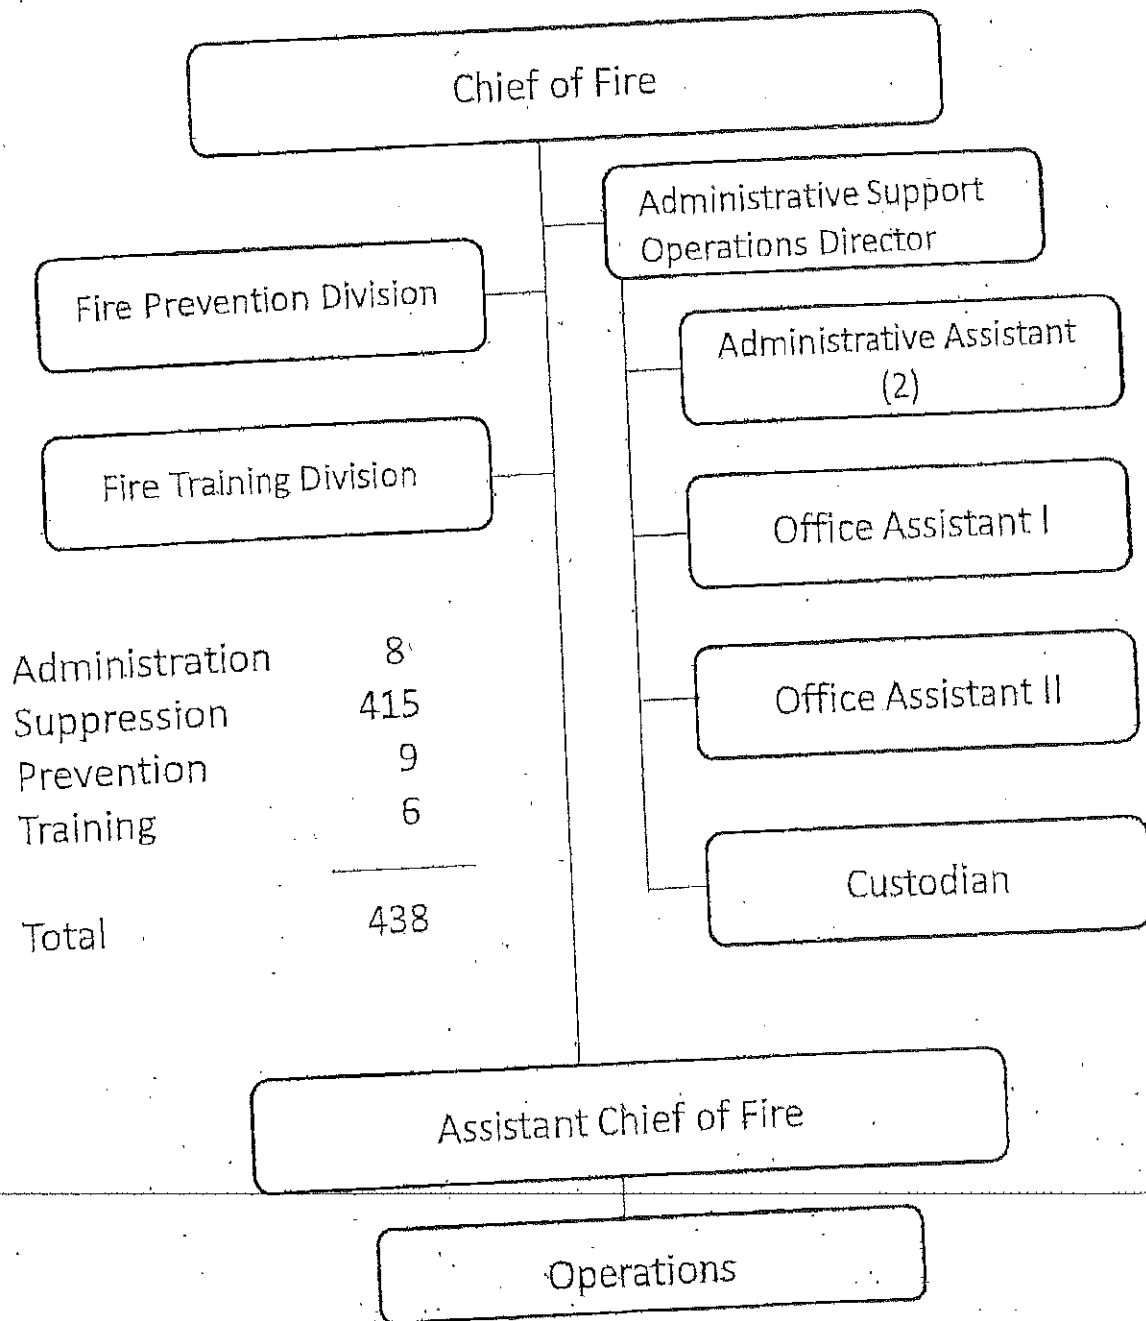 Chief of Fire
Administrative Support
Operations Director
Fire Prevention Division
Administrative Assistant
(2)
Fire Training Division
Office Assistant I
Office Assistant II
Custodian
Administration 8
Suppression 415
Prevention 9
Training 6
Total 438
Assistant Chief of Fire
Operations